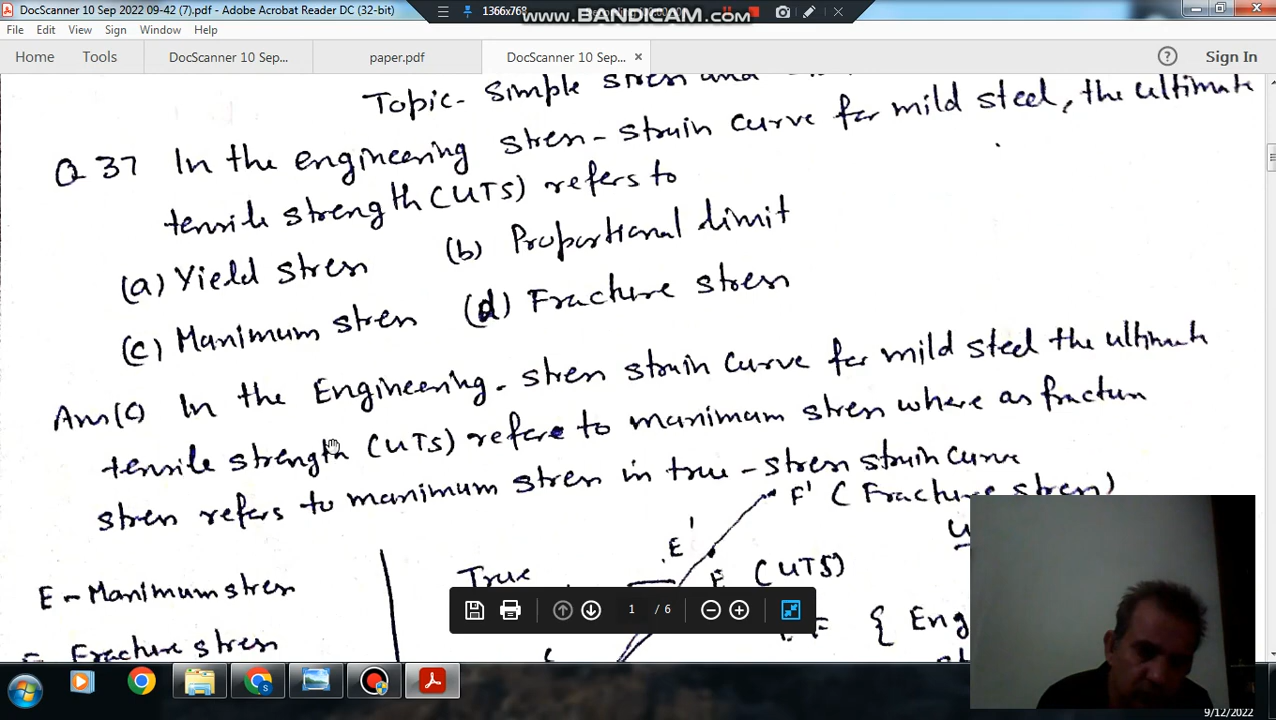 DocScanner 10 Sep 2022 09-42 (7).pdf - Adobe Acrobat Reader DC (32-bit)
1366x768
www.BANDICAM.com
File Edit View Sign Window Help
Home Tools DocScanner 10 Sep... paper.pdf DocScanner 10 Sep... × Sign In
Topic- Simple stress and
Q 37 In the engineering stress - strain curve for mild steel, the ultimate
tensile strength (UTS) refers to
(a) Yield stress (b) Proportional limit
(c) Maximum stress (d) Fracture stress
Ans (c) In the Engineering - stress strain curve for mild steel the ultimate
tensile strength (UTS) refers to maximum stress where as fracture
stress refers to maximum stress in true - stress strain curve
F' (Fracture stress)
E'
True E (UTS)
E - Maximum stress
Fracture stress
{ Eng
1 / 6
9/12/2022